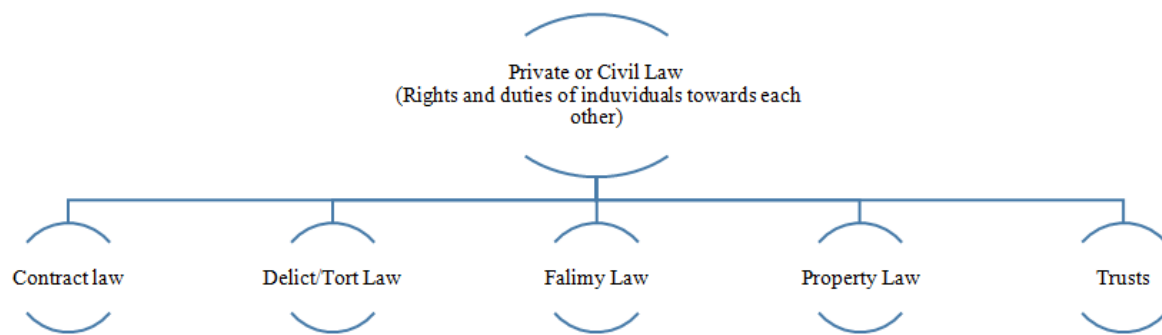 Private or Civil Law
(Rights and duties of induviduals towards each
other)
Contract law
Delict/Tort Law
Falimy Law
Property Law
Trusts